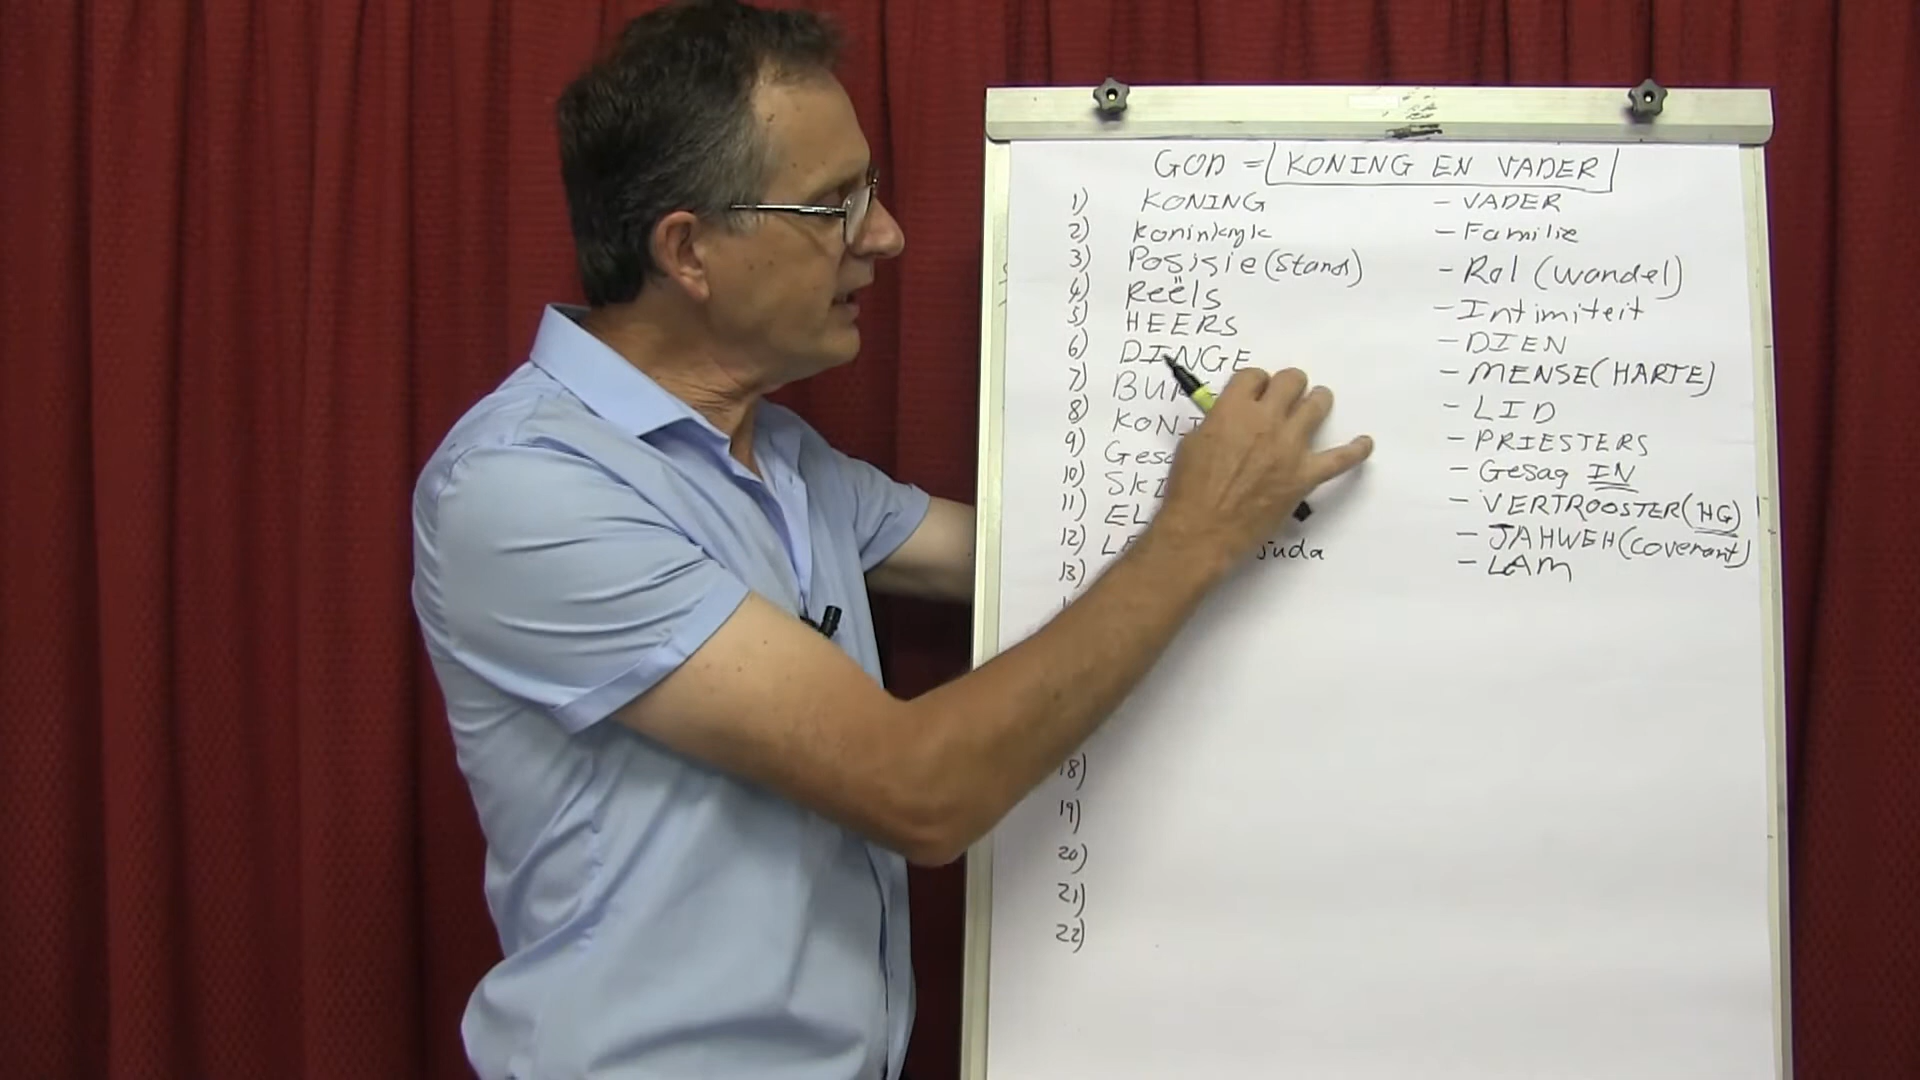 GOD = KONING EN VADER
1) KONING - VADER
2) Koninkryk - Familie
3) Posisie (Stand) - Rol (wandel)
4) Reëls - Intimiteit
5) HEERS - DIEN
6) DINGE - MENSE (HARTE)
7) - LID
8) - PRIESTERS
9) - Gesag IN
10) - VERTROOSTER (HG)
11) - JAHWEH (covenant)
12) juda - LAM
13)
18)
19)
20)
21)
22)